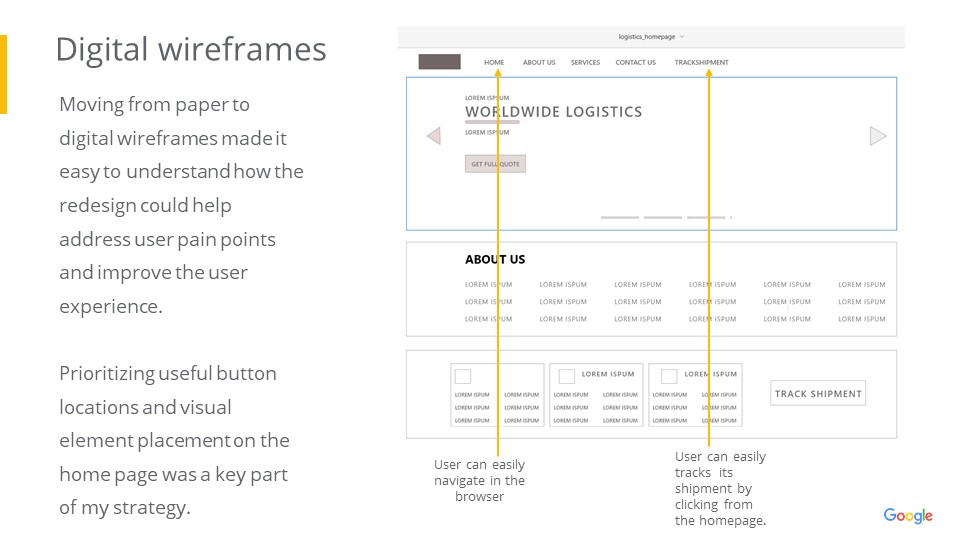 Digital wireframes
Moving from paper to
digital wireframes made it
easy to understand how the
redesign could help
address user pain points
and improve the user
experience.
Prioritizing useful button
locations and visual
element placement on the
home page was a key part
of my strategy.
logistics_homepage
HOME ABOUT US SERVICES CONTACT US TRACKSHIPMENT
LOREM ISPUM
WORLDWIDE LOGISTICS
LOREM ISPUM
GET FULL QUOTE
ABOUT US
LOREM ISPUM LOREM ISPUM LOREM ISPUM LOREM ISPUM LOREM ISPUM LOREM ISPUM
LOREM ISPUM LOREM ISPUM LOREM ISPUM LOREM ISPUM LOREM ISPUM LOREM ISPUM
LOREM ISPUM LOREM ISPUM LOREM ISPUM LOREM ISPUM LOREM ISPUM LOREM ISPUM
LOREM ISPUM LOREM ISPUM
LOREM ISPUM LOREM ISPUM LOREM ISPUM LOREM ISPUM LOREM ISPUM LOREM ISPUM
LOREM ISPUM LOREM ISPUM LOREM ISPUM LOREM ISPUM LOREM ISPUM LOREM ISPUM
LOREM ISPUM LOREM ISPUM LOREM ISPUM LOREM ISPUM LOREM ISPUM LOREM ISPUM
TRACK SHIPMENT
User can easily
navigate in the
browser
User can easily
tracks its
shipment by
clicking from
the homepage.
Google